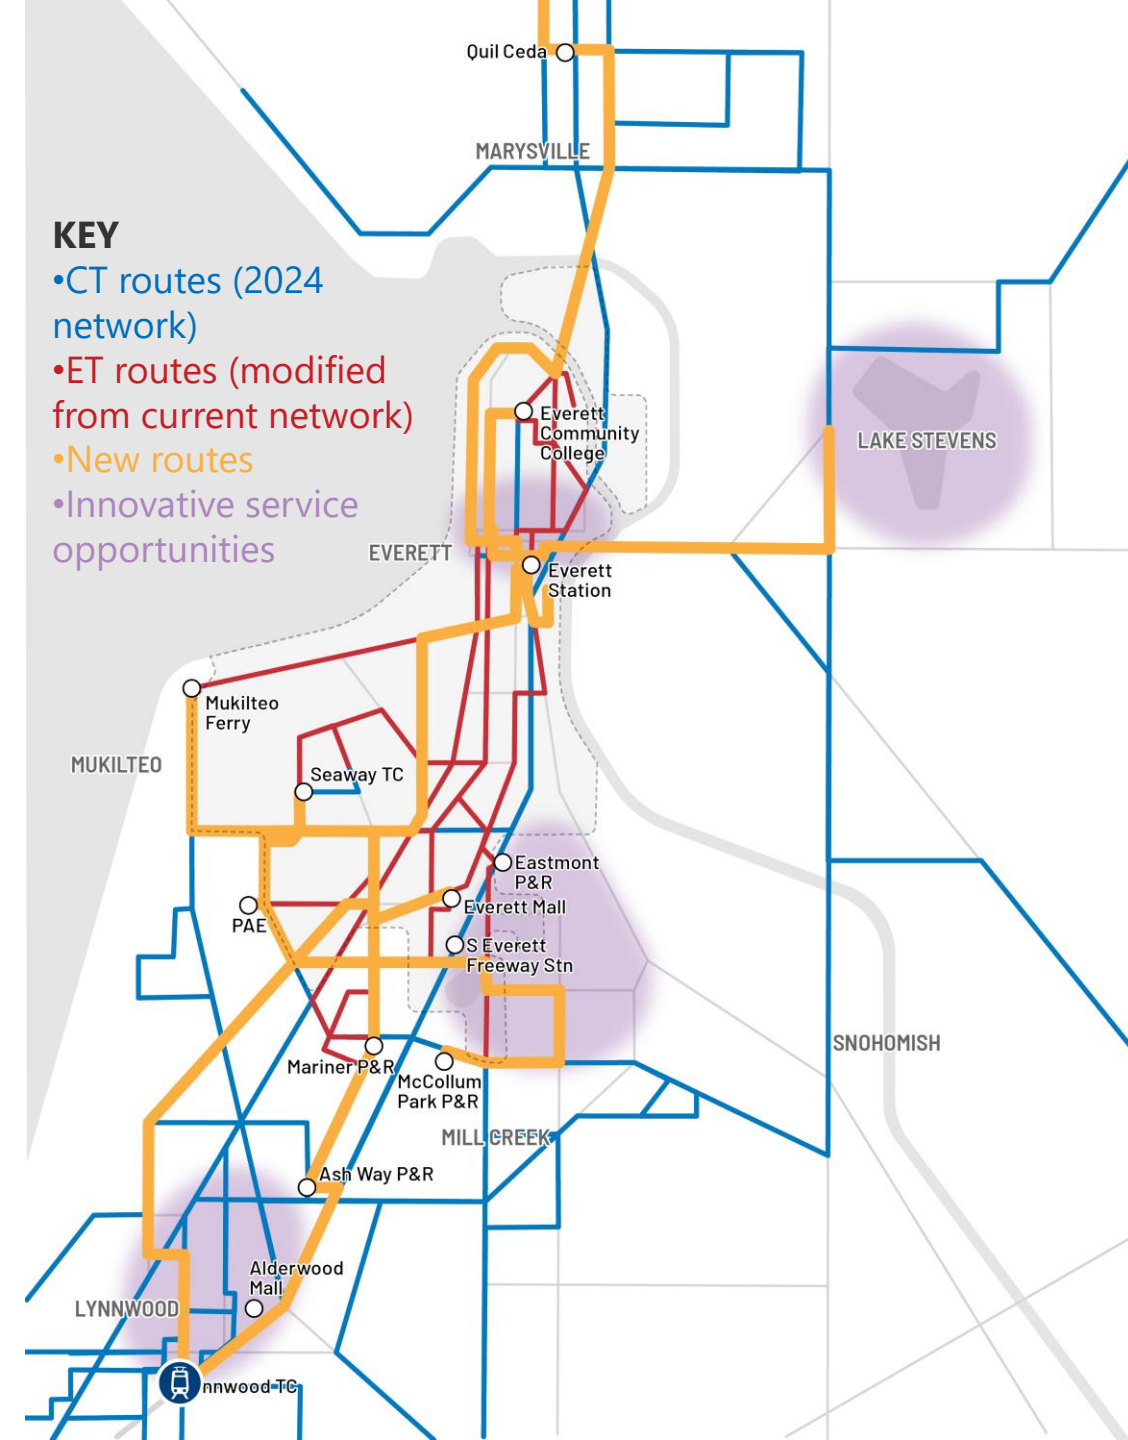 Quil Ceda
MARYSVILLE
KEY
•CT routes (2024
network)
•ET routes (modified
from current network)
•New routes
•Innovative service
opportunities
Everett
Community
College
LAKE STEVENS
EVERETT
Everett
Station
Mukilteo
Ferry
MUKILTEO
Seaway TC
Eastmont
P&R
Everett Mall
PAE
S Everett
Freeway Stn
SNOHOMISH
Mariner P&R
McCollum
Park P&R
MILL CREEK
Ash Way P&R
Alderwood
Mall
LYNNWOOD
nnwood TC